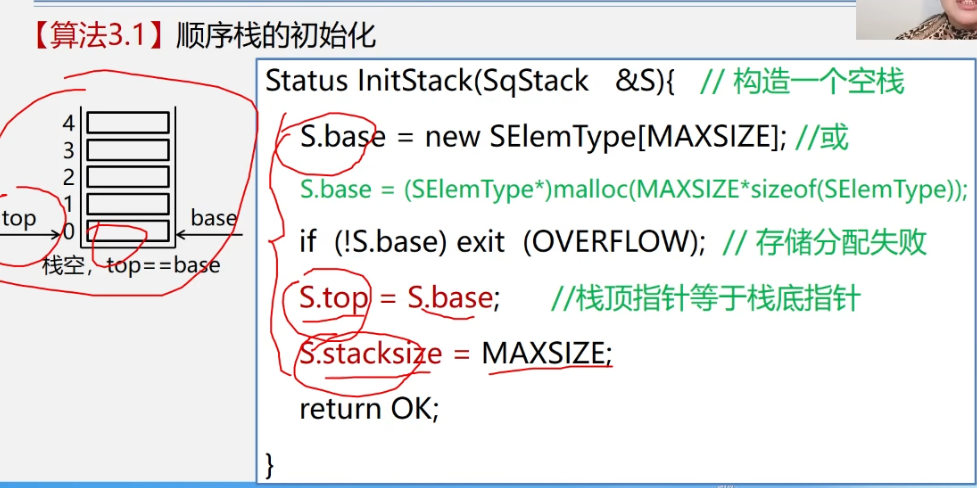 【算法3.1】顺序栈的初始化
4
3
2
1
0
top
base
栈空，top==base
Status InitStack(SqStack &S){ // 构造一个空栈
S.base = new SElemType[MAXSIZE]; //或
S.base = (SElemType*)malloc(MAXSIZE*sizeof(SElemType));
if (!S.base) exit (OVERFLOW); // 存储分配失败
S.top = S.base; //栈顶指针等于栈底指针
S.stacksize = MAXSIZE;
return OK;
}